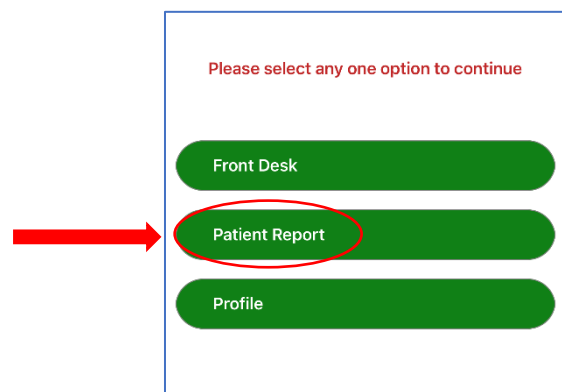 Please select any one option to continue
Front Desk
Patient Report
Profile